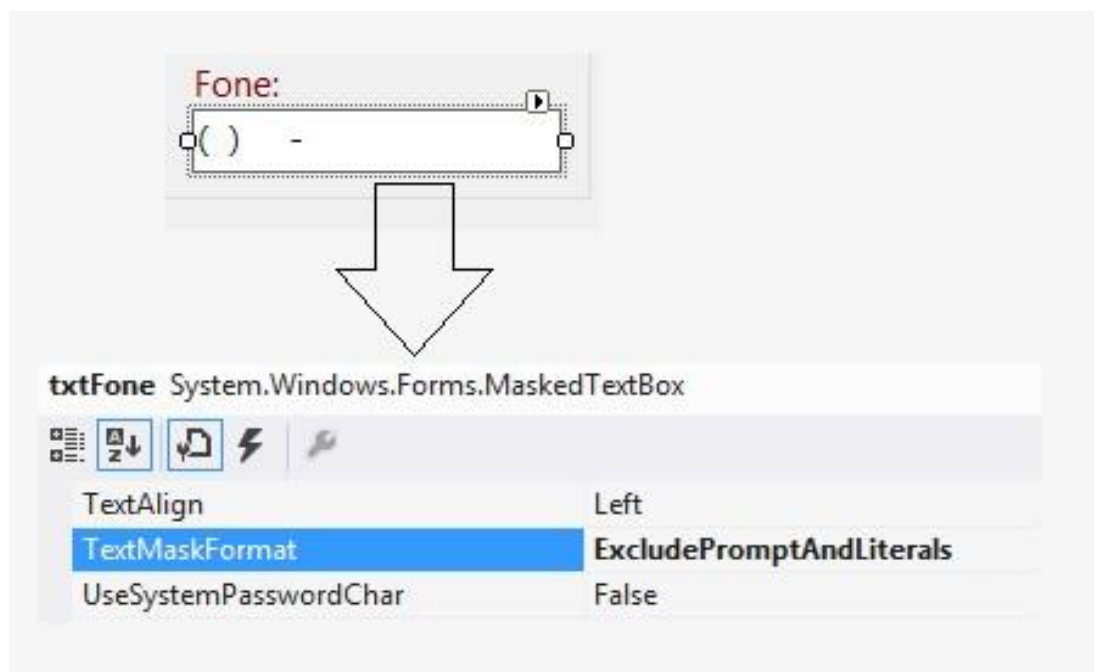 Fone:
( ) -
txtFone System.Windows.Forms.MaskedTextBox
TextAlign Left
TextMaskFormat ExcludePromptAndLiterals
UseSystemPasswordChar False